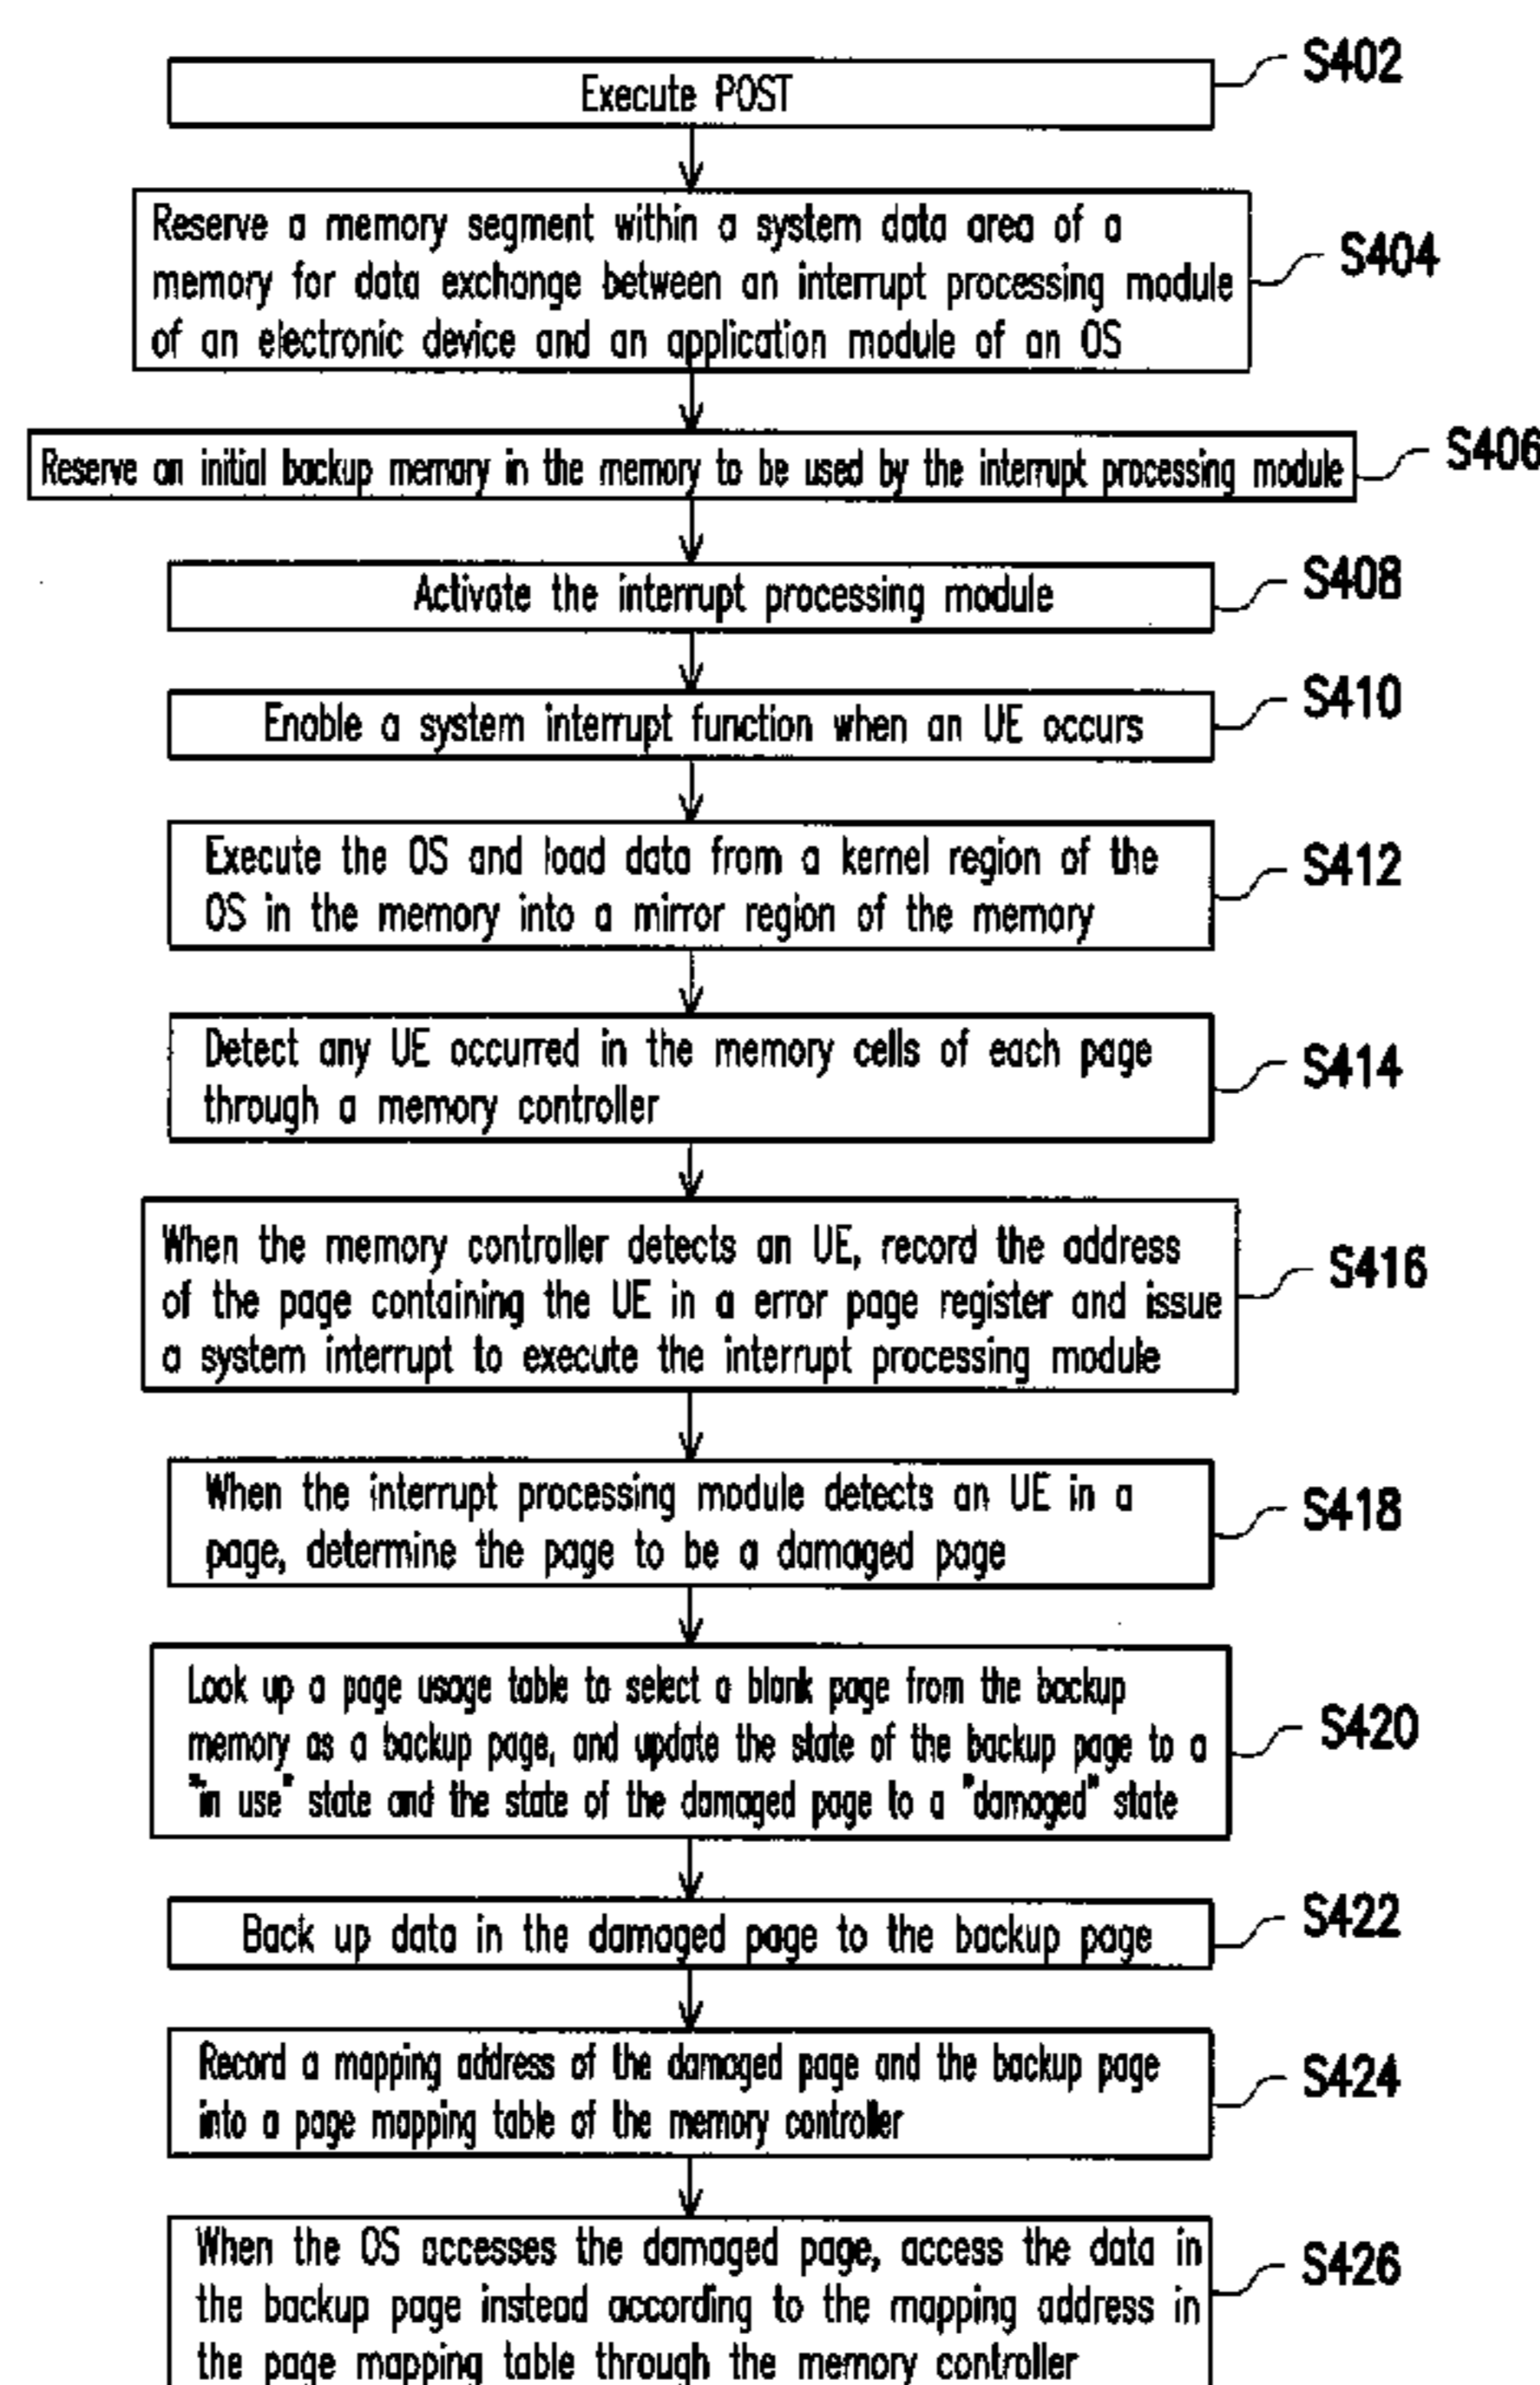 Execute POST
S402
Reserve a memory segment within a system data area of a
memory for data exchange between an interrupt processing module
of an electronic device and an application module of an OS
S404
Reserve an initial backup memory in the memory to be used by the interrupt processing module
S406
Activate the interrupt processing module
S408
Enable a system interrupt function when an UE occurs
S410
Execute the OS and load data from a kernel region of the
OS in the memory into a mirror region of the memory
S412
Detect any UE occurred in the memory cells of each page
through a memory controller
S414
When the memory controller detects an UE, record the address
of the page containing the UE in a error page register and issue
a system interrupt to execute the interrupt processing module
S416
When the interrupt processing module detects an UE in a
page, determine the page to be a damaged page
S418
Look up a page usage table to select a blank page from the backup
memory as a backup page, and update the state of the backup page to a
"in use" state and the state of the damaged page to a "damaged" state
S420
Back up data in the damaged page to the backup page
S422
Record a mapping address of the damaged page and the backup page
into a page mapping table of the memory controller
S424
When the OS accesses the damaged page, access the data in
the backup page instead according to the mapping address in
the page mapping table through the memory controller
S426